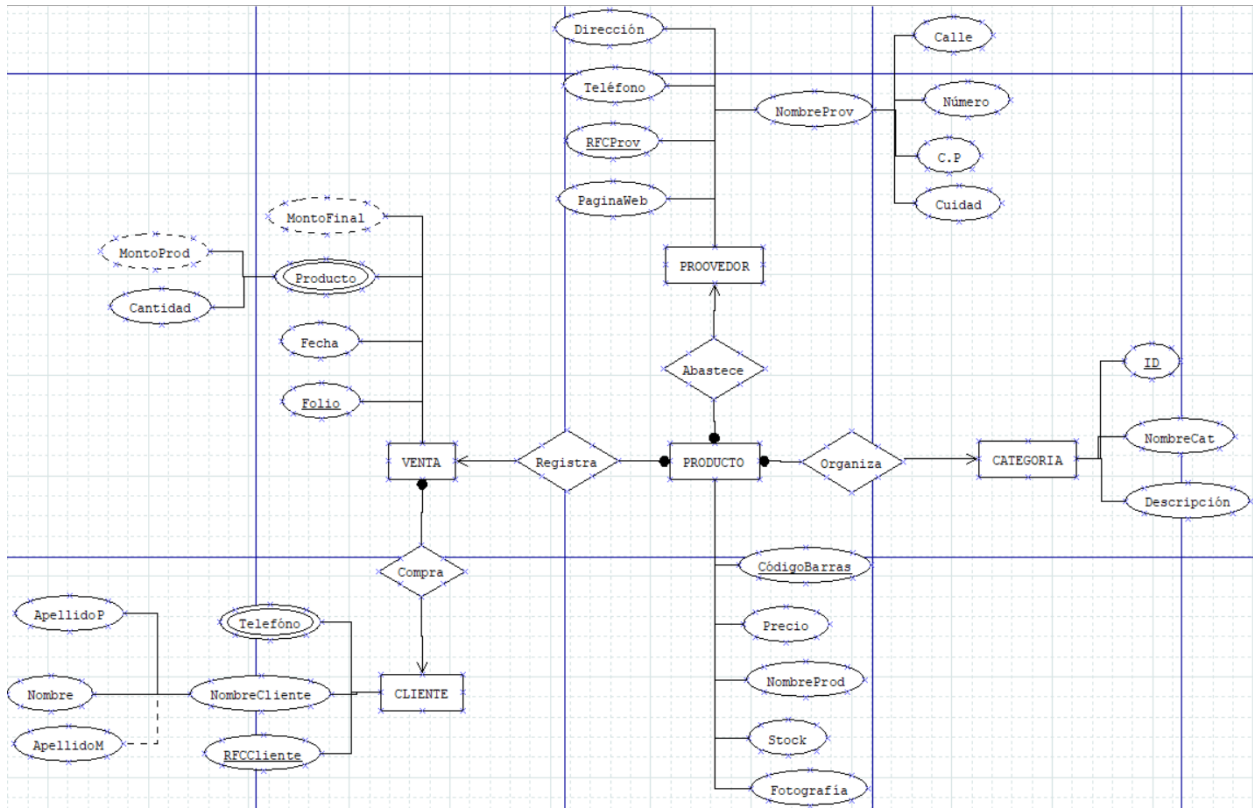 Dirección
Calle
Teléfono
NombreProv
Número
RFCProv
C.P
PaginaWeb
Cuidad
MontoFinal
MontoProd
Producto
PROOVEDOR
Cantidad
Fecha
Abastece
ID
Folio
NombreCat
VENTA
Registra
PRODUCTO
Organiza
CATEGORIA
Descripción
Compra
CódigoBarras
ApellidoP
Telefóno
Precio
Nombre
NombreCliente
CLIENTE
NombreProd
ApellidoM
RFCCliente
Stock
Fotografía